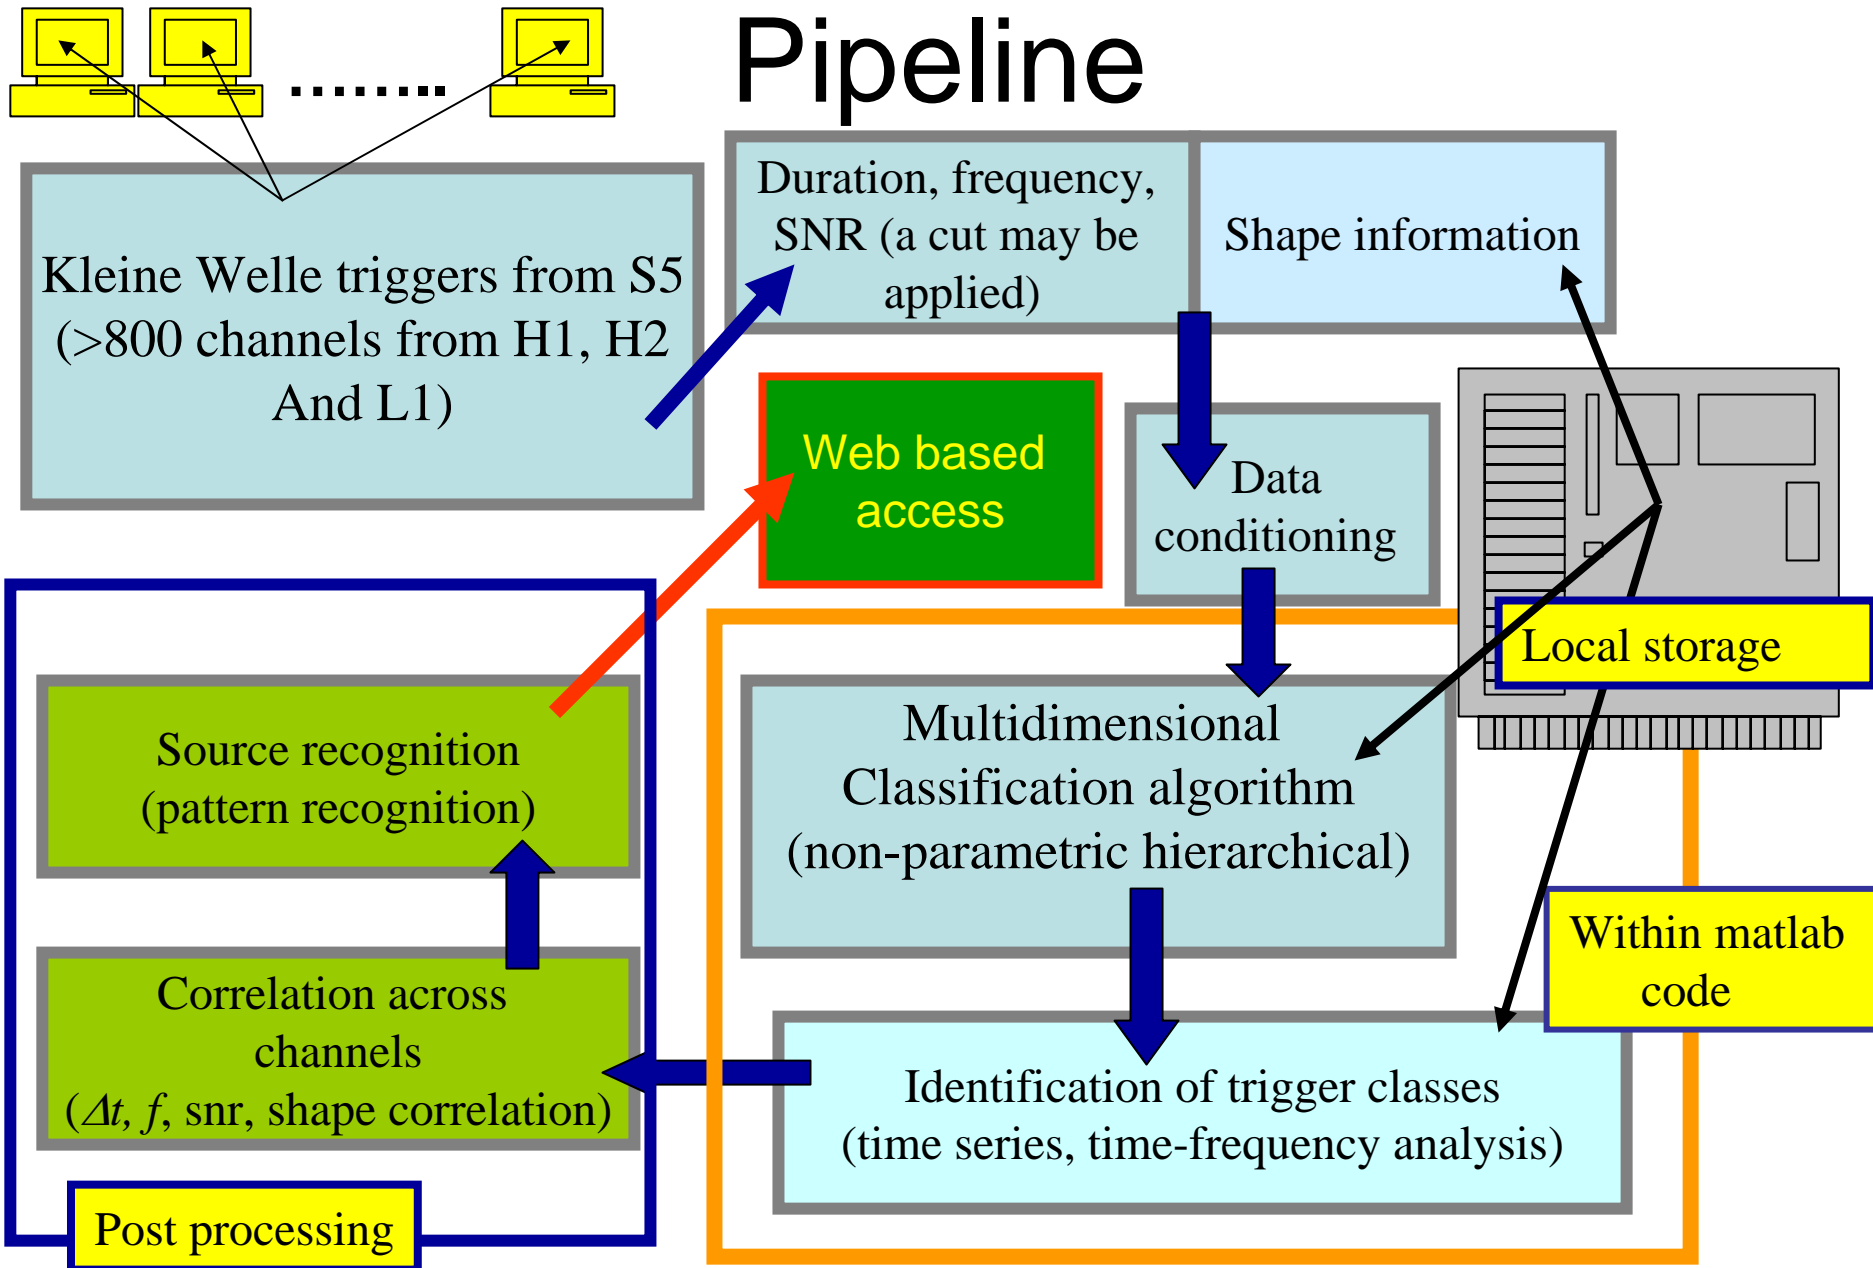 Pipeline
Kleine Welle triggers from S5
(>800 channels from H1, H2
And L1)
Duration, frequency,
SNR (a cut may be
applied)
Shape information
Web based
access
Data
conditioning
Local storage
Multidimensional
Classification algorithm
(non-parametric hierarchical)
Within matlab
code
Identification of trigger classes
(time series, time-frequency analysis)
Source recognition
(pattern recognition)
Correlation across
channels
(Δt, f, snr, shape correlation)
Post processing